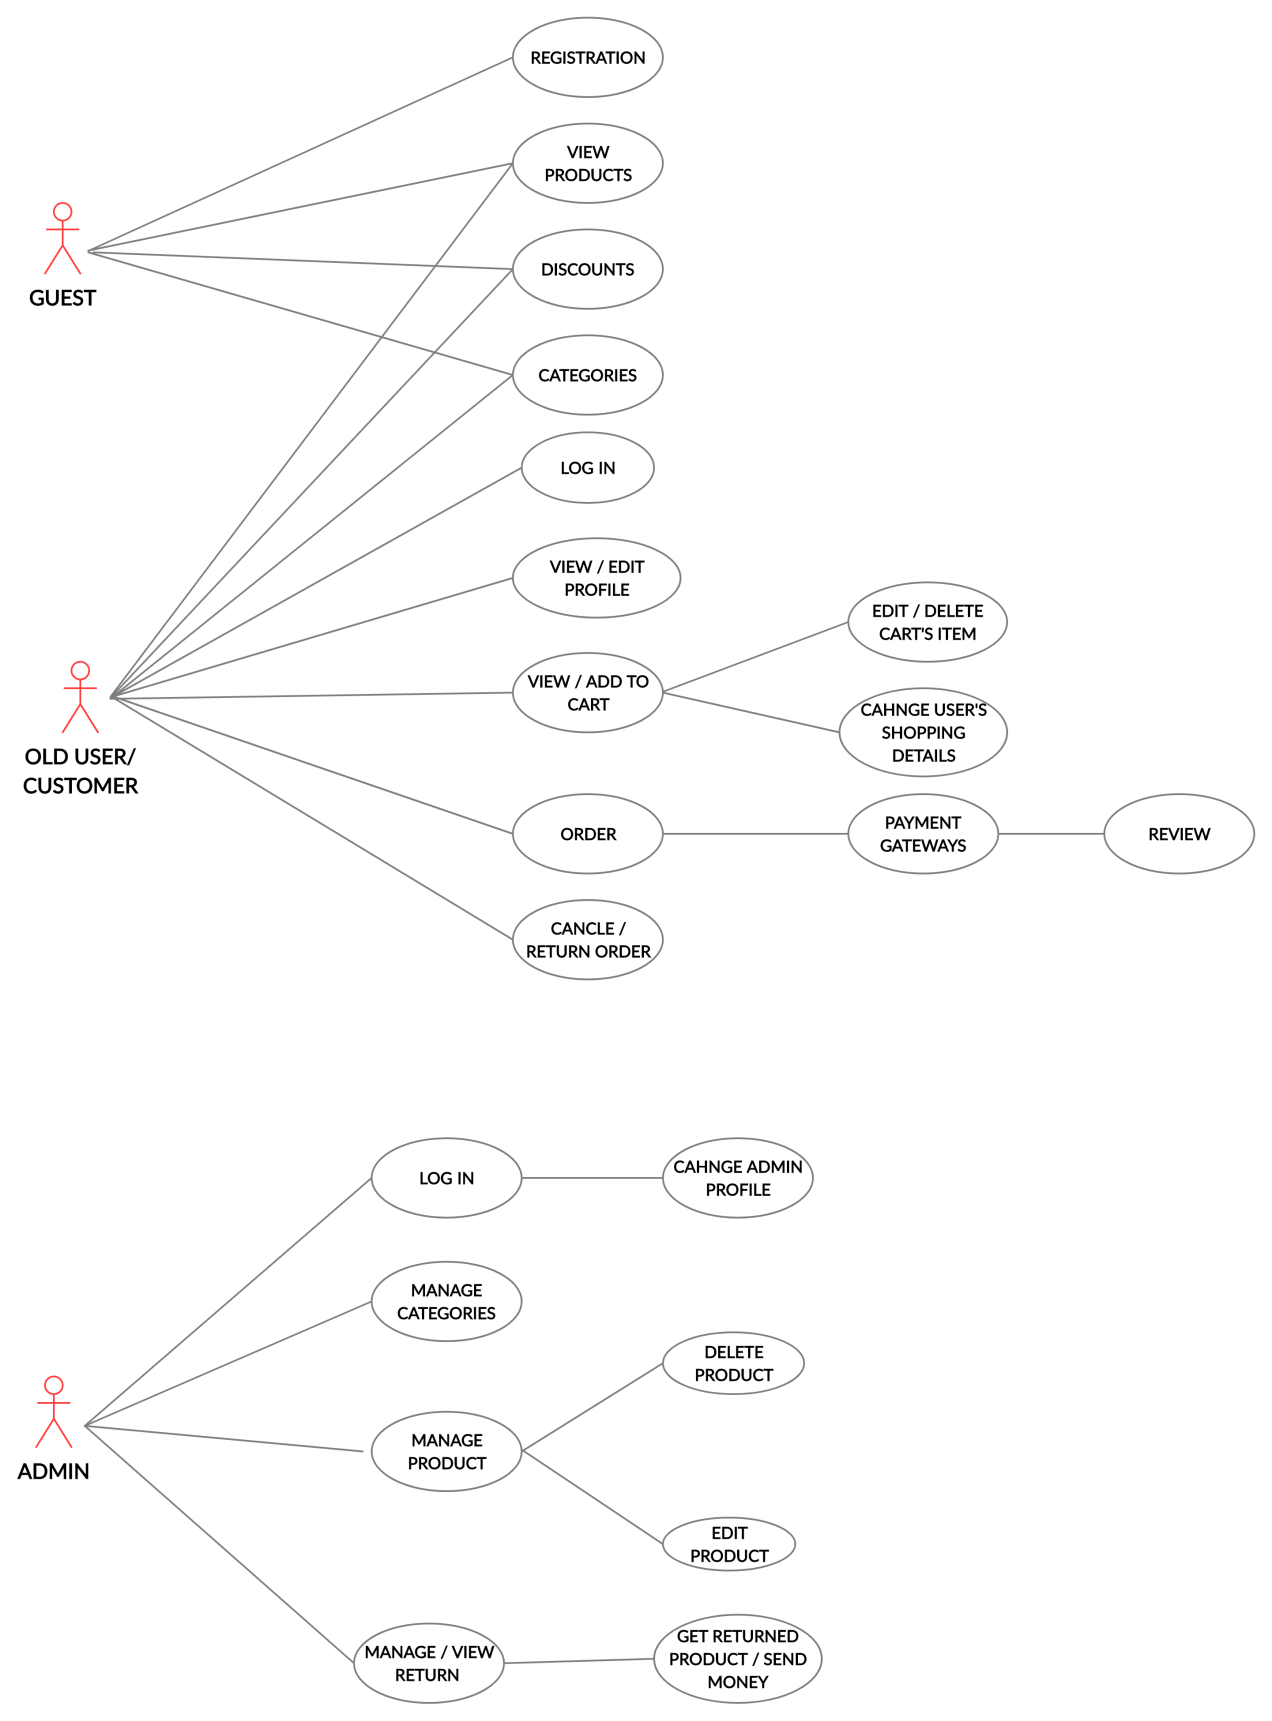 REGISTRATION
VIEW
PRODUCTS
DISCOUNTS
GUEST
CATEGORIES
LOG IN
VIEW / EDIT
PROFILE
EDIT / DELETE
CART'S ITEM
VIEW / ADD TO
CART
CAHNGE USER'S
SHOPPING
DETAILS
OLD USER/
CUSTOMER
ORDER
PAYMENT
GATEWAYS
REVIEW
CANCLE /
RETURN ORDER
LOG IN
CAHNGE ADMIN
PROFILE
MANAGE
CATEGORIES
DELETE
PRODUCT
MANAGE
PRODUCT
ADMIN
EDIT
PRODUCT
MANAGE / VIEW
RETURN
GET RETURNED
PRODUCT / SEND
MONEY